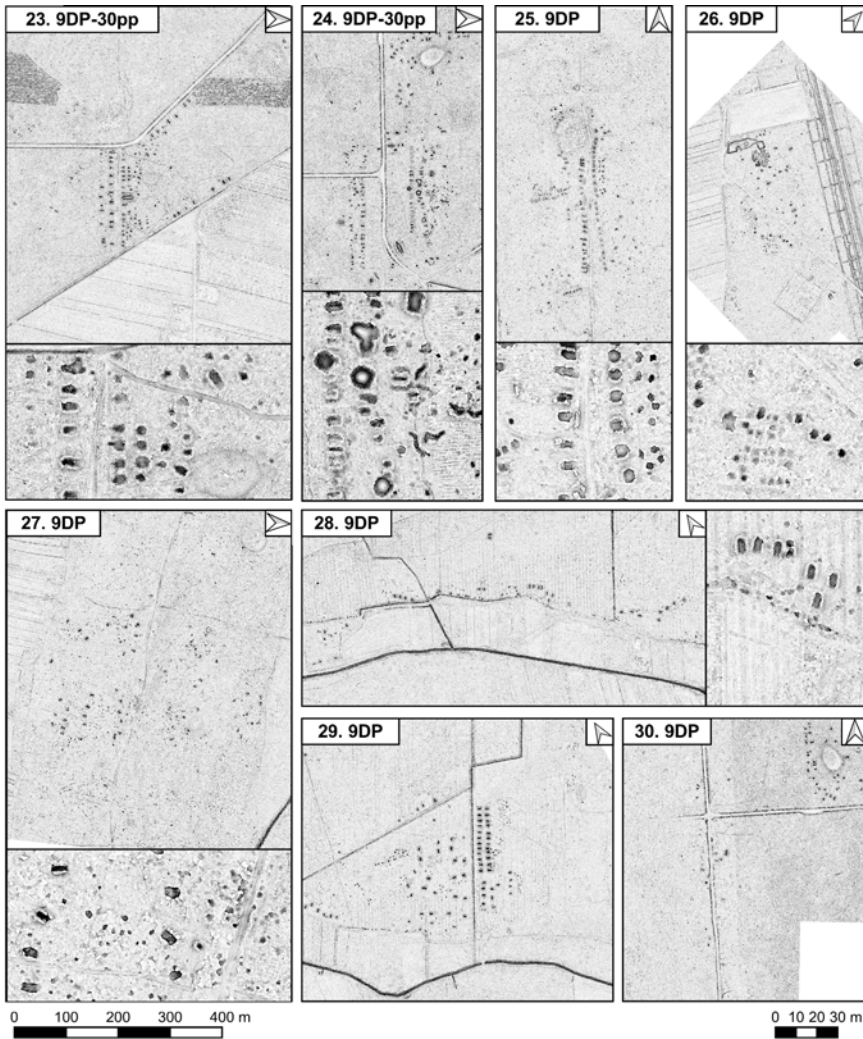 23. 9DP-30pp
24. 9DP-30pp
25. 9DP
26. 9DP
27. 9DP
28. 9DP
29. 9DP
30. 9DP
0 100 200 300 400 m
0 10 20 30 m